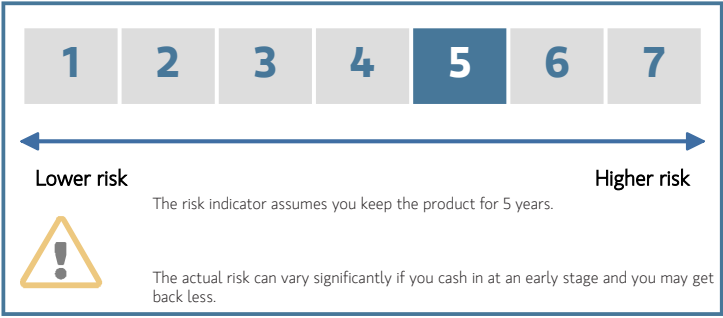 1 2 3 4 5 6 7
Lower risk Higher risk
The risk indicator assumes you keep the product for 5 years.
The actual risk can vary significantly if you cash in at an early stage and you may get
back less.